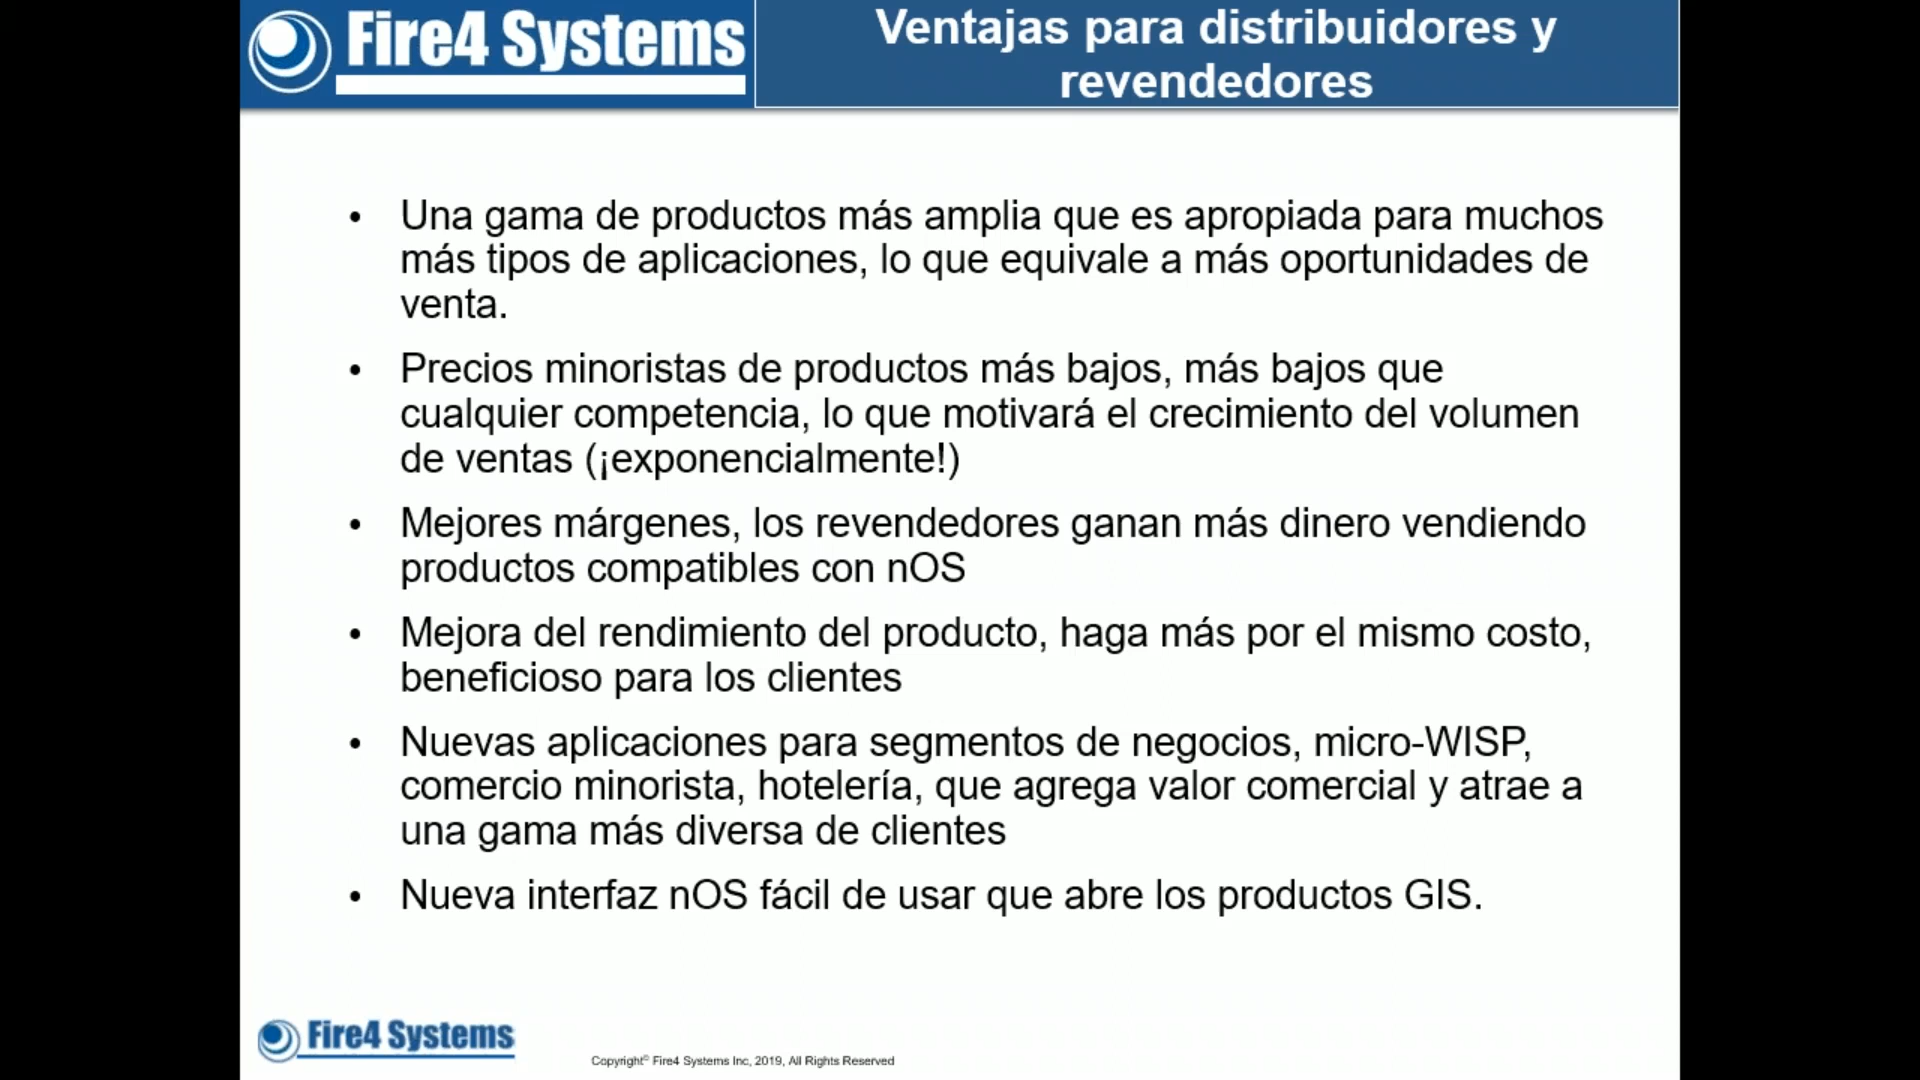 Fire4 Systems
Ventajas para distribuidores y
revendedores
• Una gama de productos más amplia que es apropiada para muchos
más tipos de aplicaciones, lo que equivale a más oportunidades de
venta.
• Precios minoristas de productos más bajos, más bajos que
cualquier competencia, lo que motivará el crecimiento del volumen
de ventas (¡exponencialmente!)
• Mejores márgenes, los revendedores ganan más dinero vendiendo
productos compatibles con nOS
• Mejora del rendimiento del producto, haga más por el mismo costo,
beneficioso para los clientes
• Nuevas aplicaciones para segmentos de negocios, micro-WISP,
comercio minorista, hotelería, que agrega valor comercial y atrae a
una gama más diversa de clientes
• Nueva interfaz nOS fácil de usar que abre los productos GIS.
Fire4 Systems
Copyright© Fire4 Systems Inc, 2019, All Rights Reserved